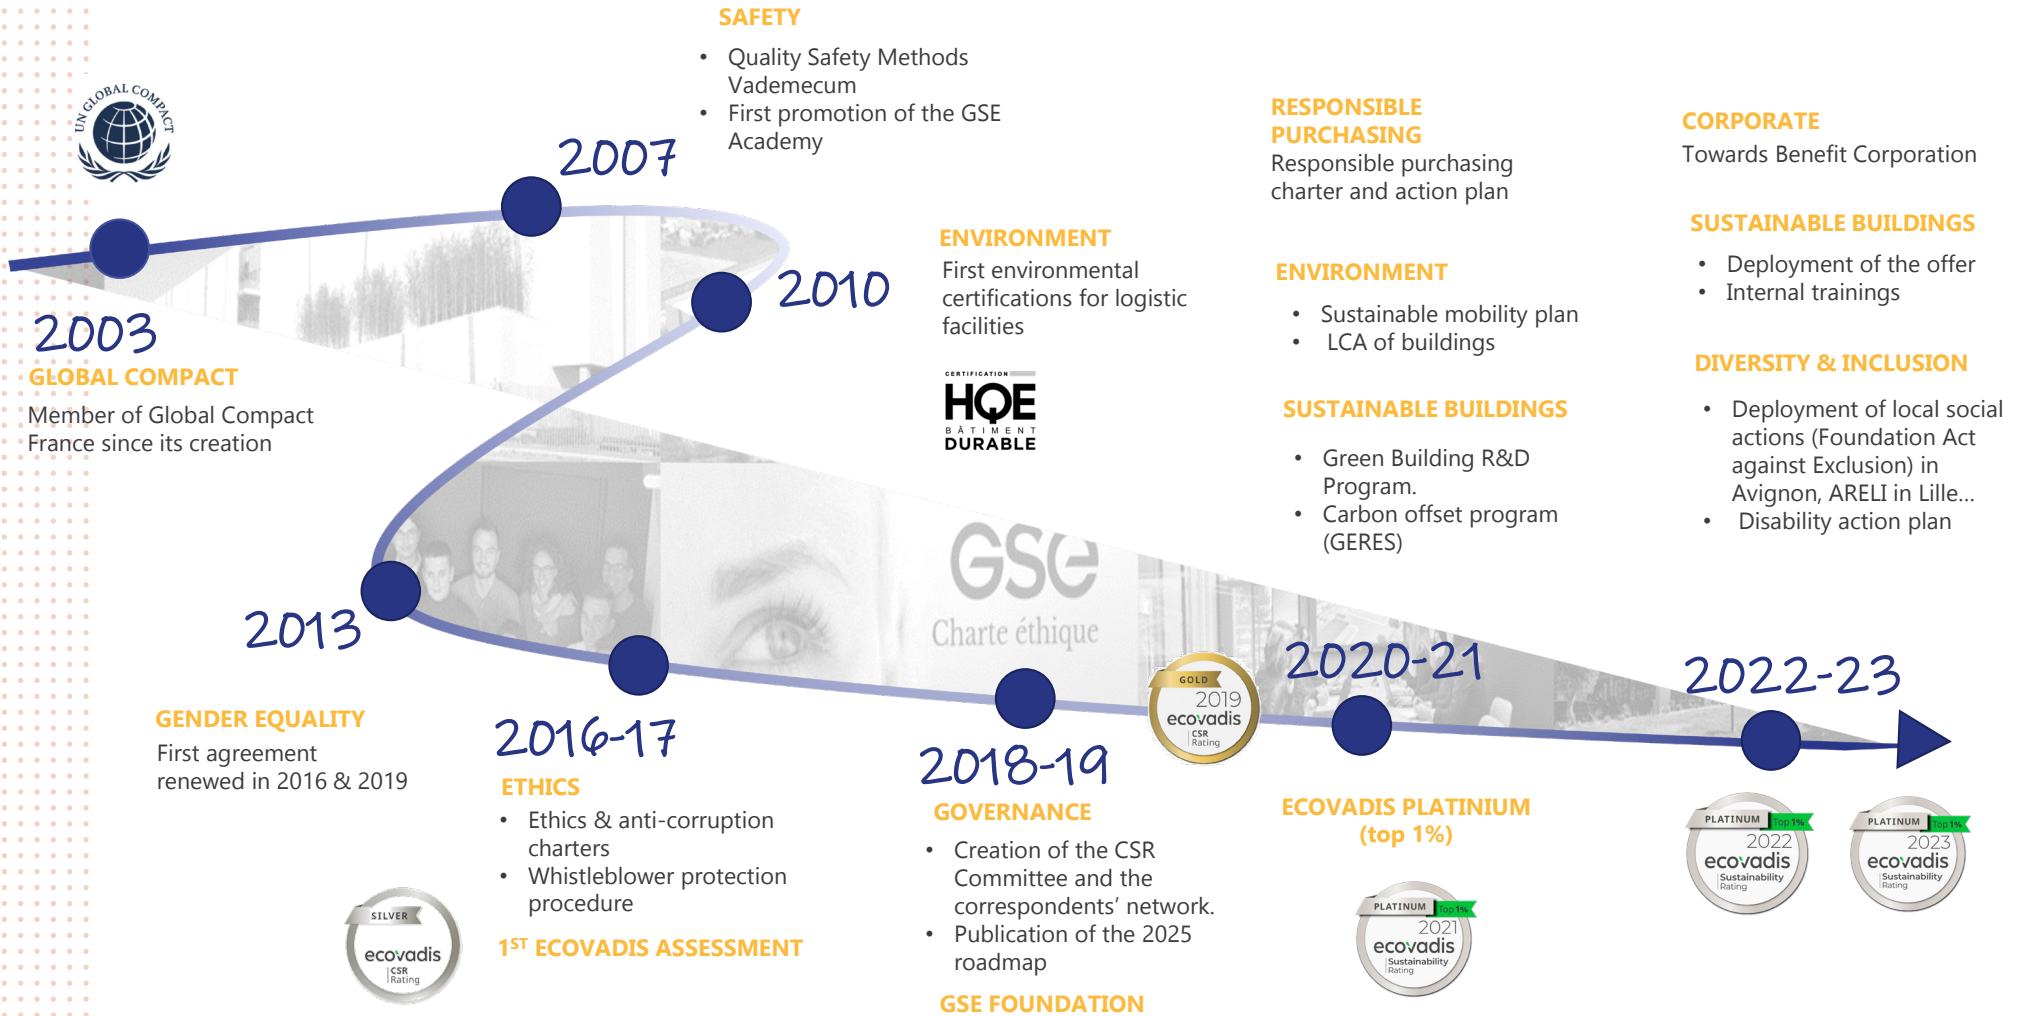 UN GLOBAL COMPACT
2003
GLOBAL COMPACT
Member of Global Compact
France since its creation
2007
SAFETY
• Quality Safety Methods
Vademecum
• First promotion of the GSE
Academy
2010
ENVIRONMENT
First environmental
certifications for logistic
facilities
CERTIFICATION
HQE
BÂTIMENT
DURABLE
2013
GENDER EQUALITY
First agreement
renewed in 2016 & 2019
2016-17
ETHICS
• Ethics & anti-corruption
charters
• Whistleblower protection
procedure
1ST ECOVADIS ASSESSMENT
SILVER
ecovadis
CSR
Rating
GSE
Charte éthique
2018-19
GOVERNANCE
• Creation of the CSR
Committee and the
correspondents’ network.
• Publication of the 2025
roadmap
GSE FOUNDATION
GOLD
2019
ecovadis
CSR
Rating
2020-21
RESPONSIBLE
PURCHASING
Responsible purchasing
charter and action plan
ENVIRONMENT
• Sustainable mobility plan
• LCA of buildings
SUSTAINABLE BUILDINGS
• Green Building R&D
Program.
• Carbon offset program
(GERES)
ECOVADIS PLATINIUM
(top 1%)
PLATINUM Top 1%
2021
ecovadis
Sustainability
Rating
2022-23
CORPORATE
Towards Benefit Corporation
SUSTAINABLE BUILDINGS
• Deployment of the offer
• Internal trainings
DIVERSITY & INCLUSION
• Deployment of local social
actions (Foundation Act
against Exclusion) in
Avignon, ARELI in Lille...
• Disability action plan
PLATINUM Top 1%
2022
ecovadis
Sustainability
Rating
PLATINUM Top 1%
2023
ecovadis
Sustainability
Rating